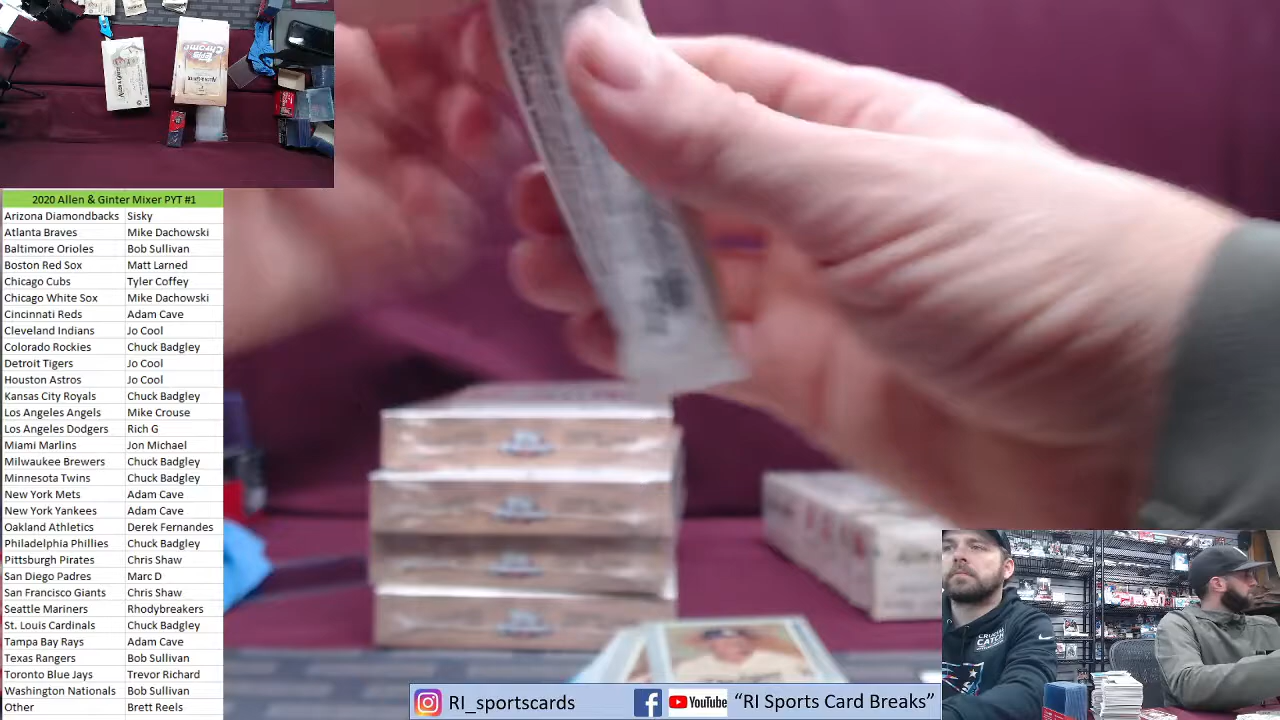 2020 Allen & Ginter Mixer PYT #1
Arizona Diamondbacks Sisky
Atlanta Braves Mike Dachowski
Baltimore Orioles Bob Sullivan
Boston Red Sox Matt Larned
Chicago Cubs Tyler Coffey
Chicago White Sox Mike Dachowski
Cincinnati Reds Adam Cave
Cleveland Indians Jo Cool
Colorado Rockies Chuck Badgley
Detroit Tigers Jo Cool
Houston Astros Jo Cool
Kansas City Royals Chuck Badgley
Los Angeles Angels Mike Crouse
Los Angeles Dodgers Rich G
Miami Marlins Jon Michael
Milwaukee Brewers Chuck Badgley
Minnesota Twins Chuck Badgley
New York Mets Adam Cave
New York Yankees Adam Cave
Oakland Athletics Derek Fernandes
Philadelphia Phillies Chuck Badgley
Pittsburgh Pirates Chris Shaw
San Diego Padres Marc D
San Francisco Giants Chris Shaw
Seattle Mariners Rhodybreakers
St. Louis Cardinals Chuck Badgley
Tampa Bay Rays Adam Cave
Texas Rangers Bob Sullivan
Toronto Blue Jays Trevor Richard
Washington Nationals Bob Sullivan
Other Brett Reels
Chrome
RI_sportscards
YouTube
“RI Sports Card Breaks”